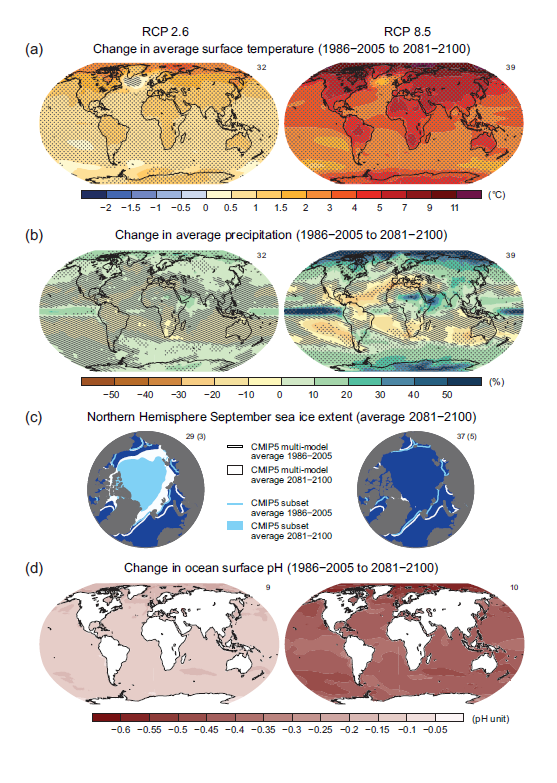 RCP 2.6 RCP 8.5
(a) Change in average surface temperature (1986−2005 to 2081−2100)
32 39
−2 −1.5 −1 −0.5 0 0.5 1 1.5 2 3 4 5 7 9 11 (°C)
(b) Change in average precipitation (1986−2005 to 2081−2100)
32 39
−50 −40 −30 −20 −10 0 10 20 30 40 50 (%)
(c) Northern Hemisphere September sea ice extent (average 2081−2100)
29 (3) 37 (5)
CMIP5 multi-model
average 1986−2005
CMIP5 multi-model
average 2081−2100
CMIP5 subset
average 1986−2005
CMIP5 subset
average 2081−2100
(d) Change in ocean surface pH (1986−2005 to 2081−2100)
9 10
−0.6 −0.55 −0.5 −0.45 −0.4 −0.35 −0.3 −0.25 −0.2 −0.15 −0.1 −0.05 (pH unit)